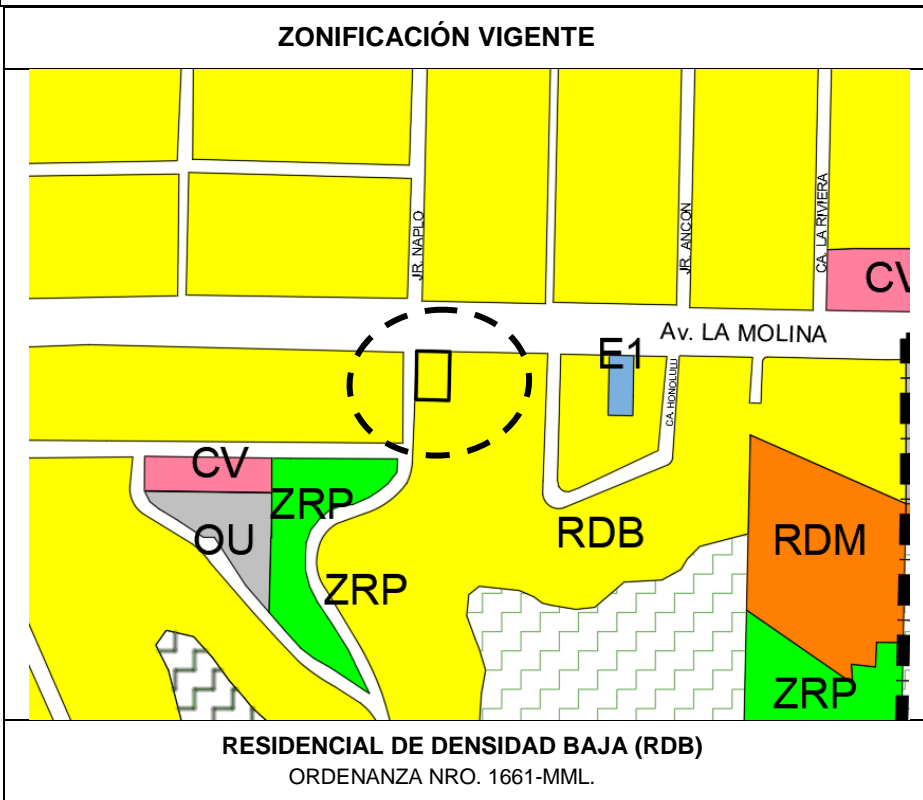 ZONIFICACIÓN VIGENTE
JR. NAPLO
JR. ANCON
CA. LA RIVIERA
CV
Av. LA MOLINA
E1
CA. HONOLULU
CV
ZRP
OU
RDB
RDM
ZRP
ZRP
RESIDENCIAL DE DENSIDAD BAJA (RDB)
ORDENANZA NRO. 1661-MML.